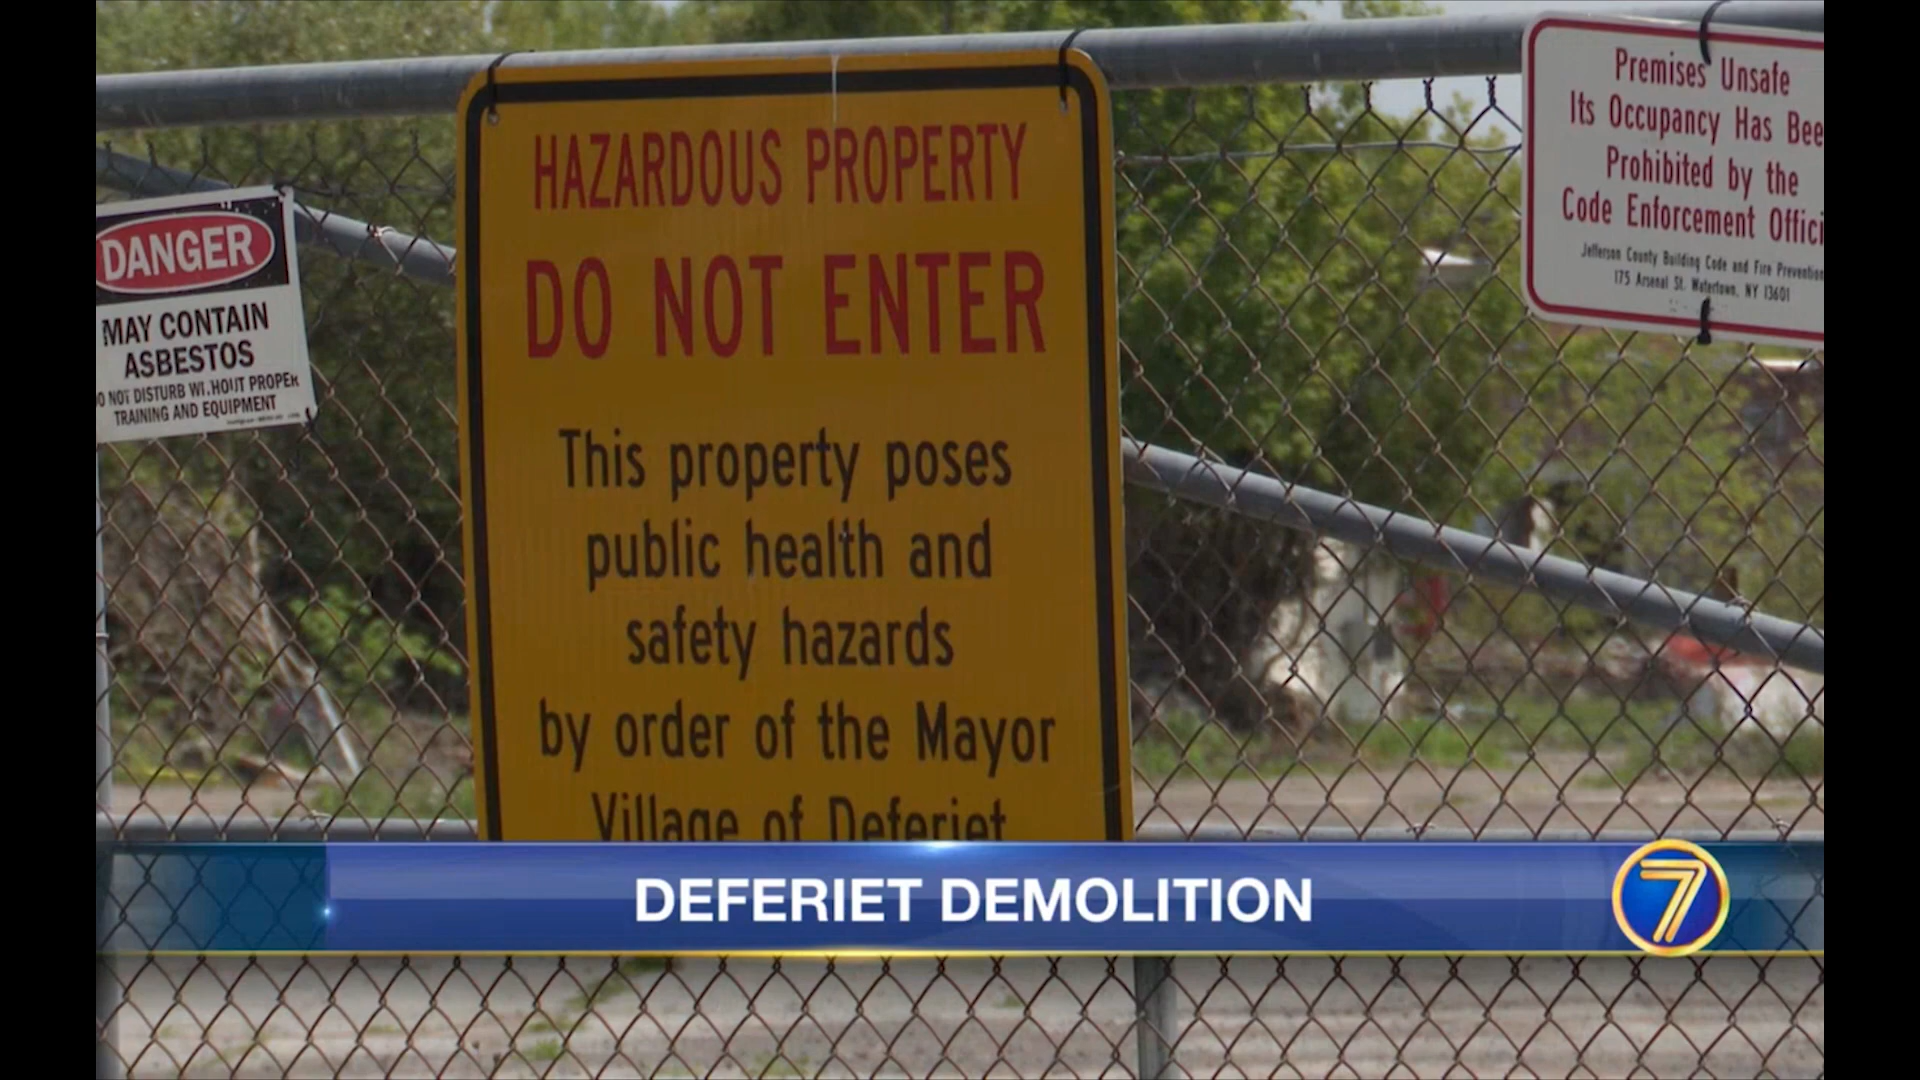 DANGER
MAY CONTAIN
ASBESTOS
O NOT DISTURB WI.HOUT PROPER
TRAINING AND EQUIPMENT
HAZARDOUS PROPERTY
DO NOT ENTER
This property poses
public health and
safety hazards
by order of the Mayor
Village of Deferiet
Premises Unsafe
Its Occupancy Has Bee
Prohibited by the
Code Enforcement Offici
Jefferson County Building Code and Fire Prevention
175 Arsenal St. Watertown, NY 13601
DEFERIET DEMOLITION
7